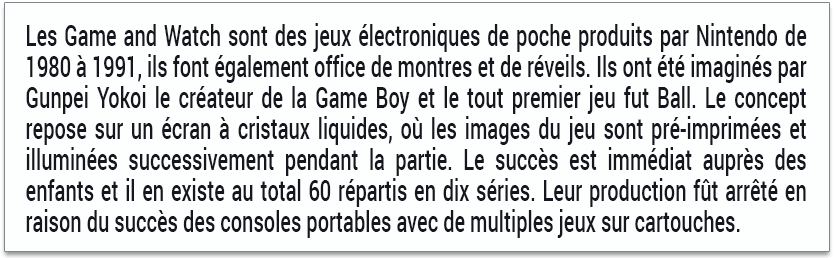 Les Game and Watch sont des jeux électroniques de poche produits par Nintendo de
1980 à 1991, ils font également office de montres et de réveils. Ils ont été imaginés par
Gunpei Yokoi le créateur de la Game Boy et le tout premier jeu fut Ball. Le concept
repose sur un écran à cristaux liquides, où les images du jeu sont pré-imprimées et
illuminées successivement pendant la partie. Le succès est immédiat auprès des
enfants et il en existe au total 60 répartis en dix séries. Leur production fût arrêté en
raison du succès des consoles portables avec de multiples jeux sur cartouches.